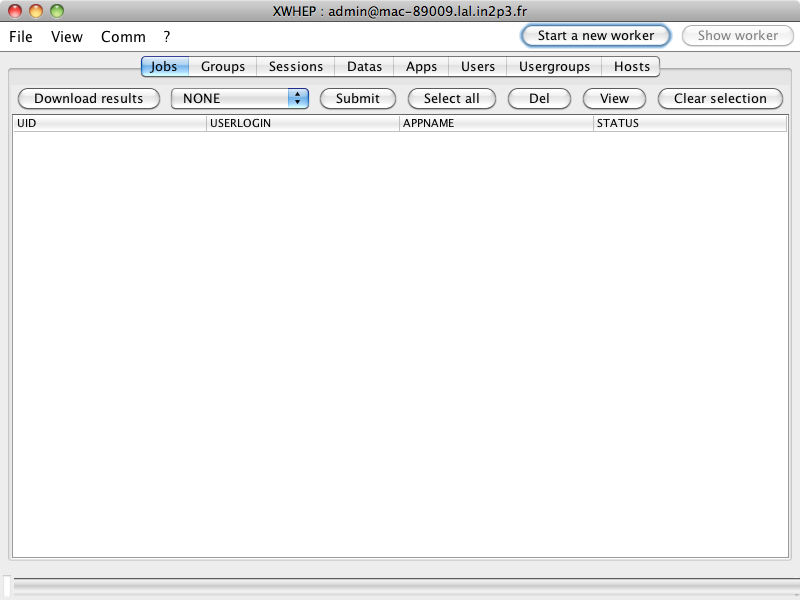 XWHEP : admin@mac-89009.lal.in2p3.fr
File View Comm ? Start a new worker Show worker
Jobs Groups Sessions Datas Apps Users Usergroups Hosts
Download results NONE Submit Select all Del View Clear selection
UID USERLOGIN APPNAME STATUS